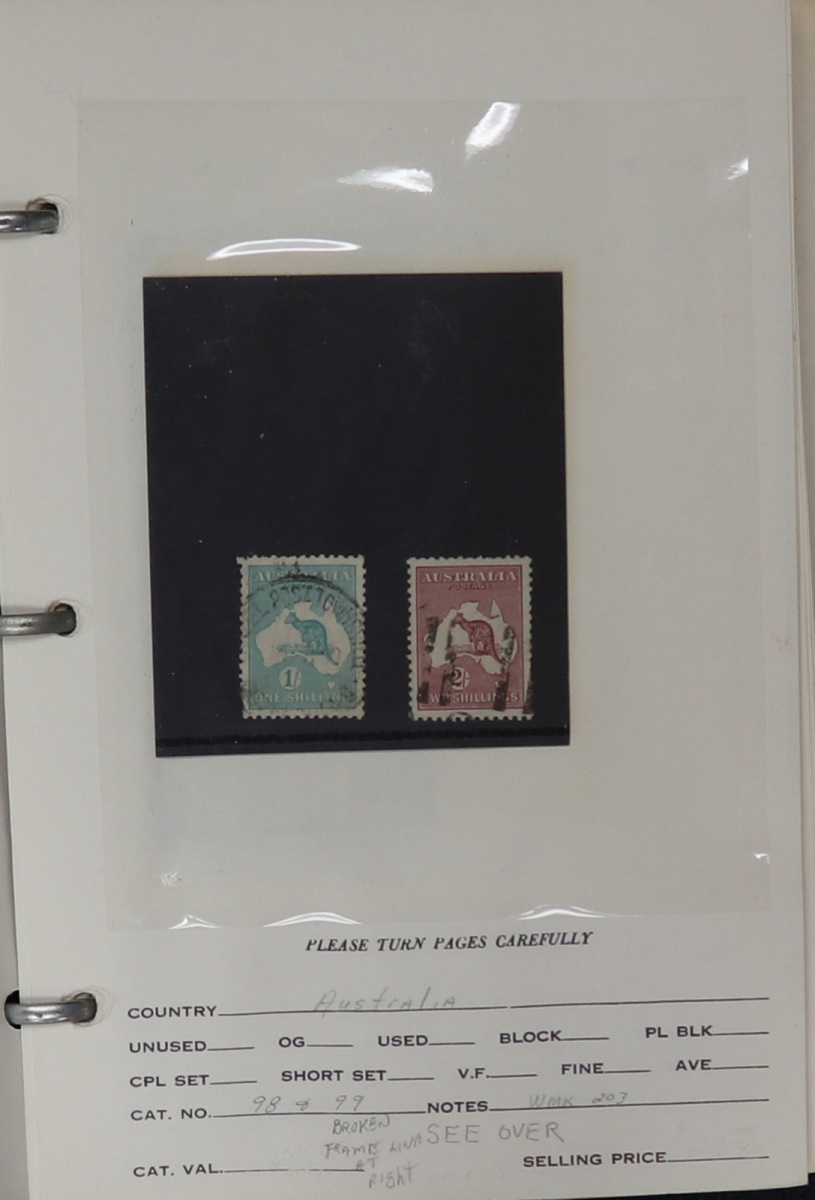 AUSTRALIA AUSTRALIA
POSTAGE
1/- 2/-
ONE SHILLING TWO SHILLINGS
PLEASE TURN PAGES CAREFULLY
COUNTRY Australia
UNUSED OG USED BLOCK PL BLK
CPL SET SHORT SET V.F. FINE AVE
CAT. NO. 98 & 99 NOTES WMK 203
BROKEN
FRAME LINE SEE OVER
AT
CAT. VAL. Right SELLING PRICE